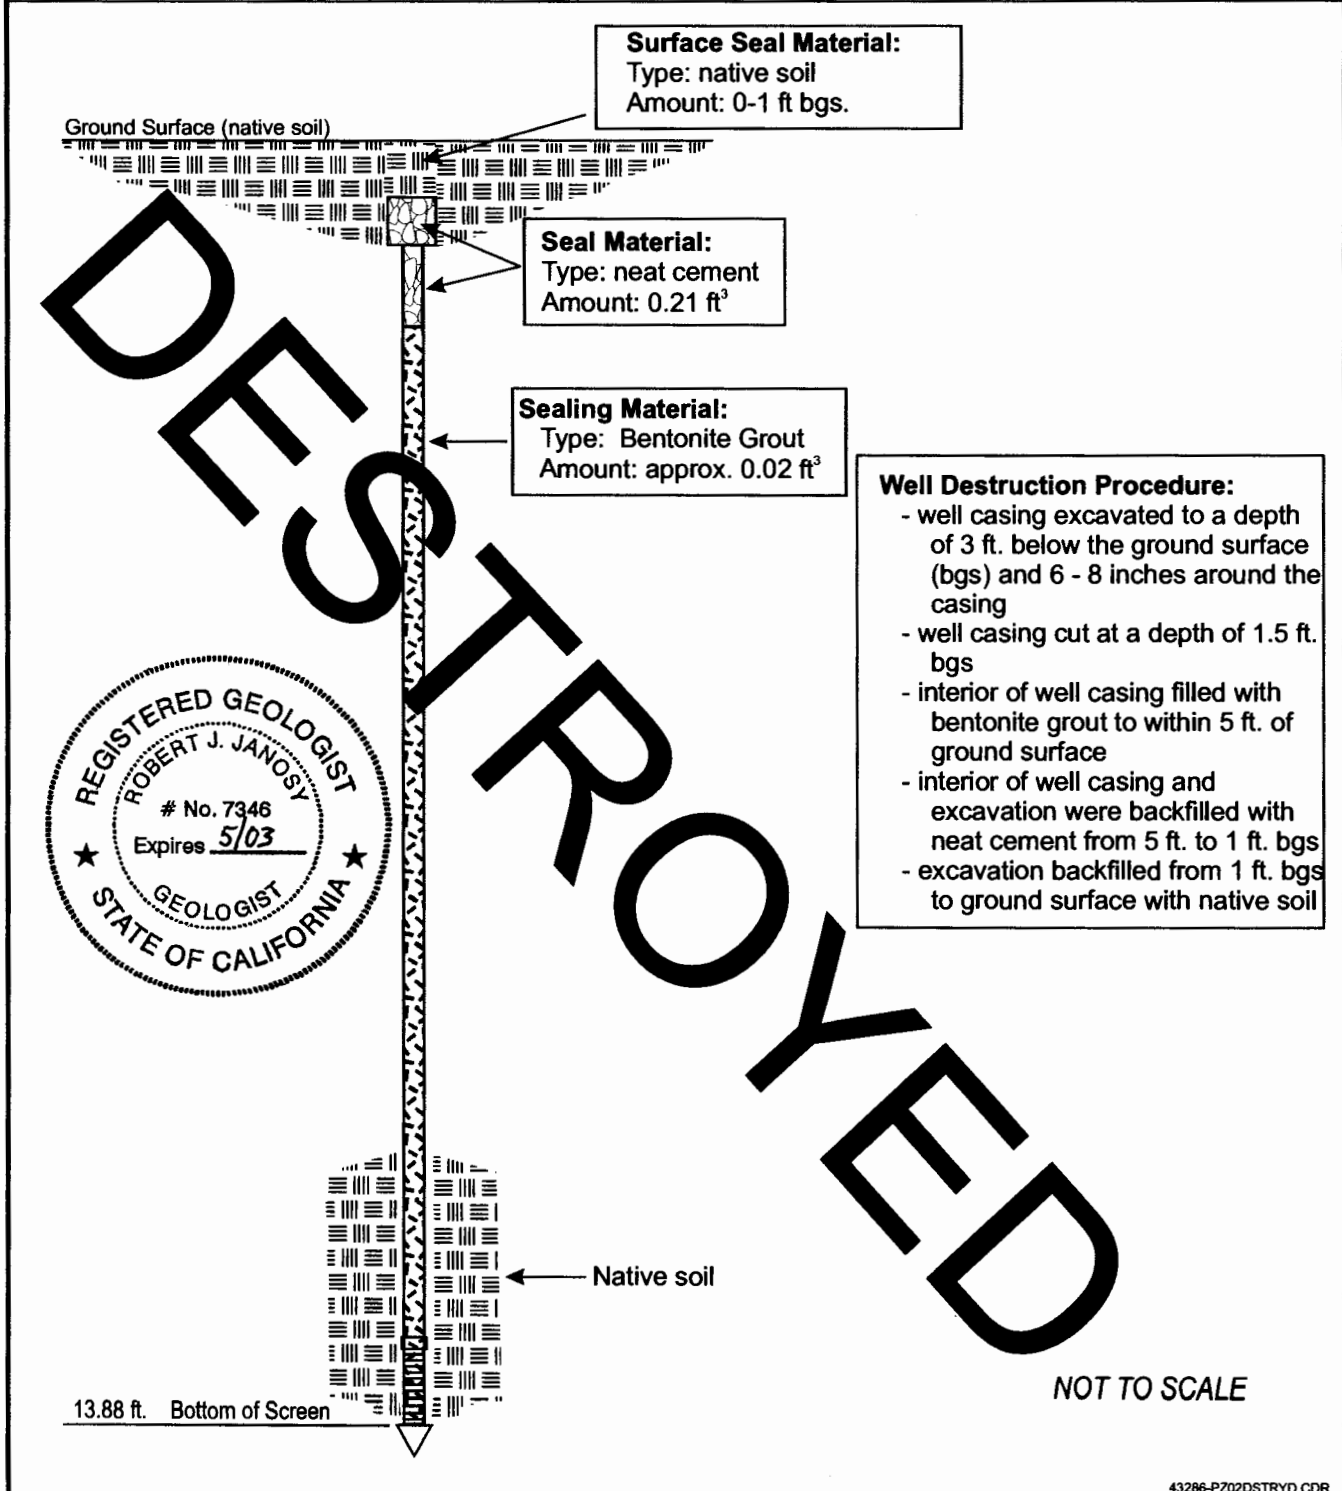 Surface Seal Material:
Type: native soil
Amount: 0-1 ft bgs.
Ground Surface (native soil)
Seal Material:
Type: neat cement
Amount: 0.21 ft³
Sealing Material:
Type: Bentonite Grout
Amount: approx. 0.02 ft³
Well Destruction Procedure:
- well casing excavated to a depth
of 3 ft. below the ground surface
(bgs) and 6 - 8 inches around the
casing
- well casing cut at a depth of 1.5 ft.
bgs
- interior of well casing filled with
bentonite grout to within 5 ft. of
ground surface
- interior of well casing and
excavation were backfilled with
neat cement from 5 ft. to 1 ft. bgs
- excavation backfilled from 1 ft. bgs
to ground surface with native soil
DESTROYED
REGISTERED GEOLOGIST
ROBERT J. JANOSY
# No. 7346
Expires 5/03
GEOLOGIST
STATE OF CALIFORNIA
Native soil
13.88 ft. Bottom of Screen
NOT TO SCALE
43286-PZ02DSTRYD.CDR